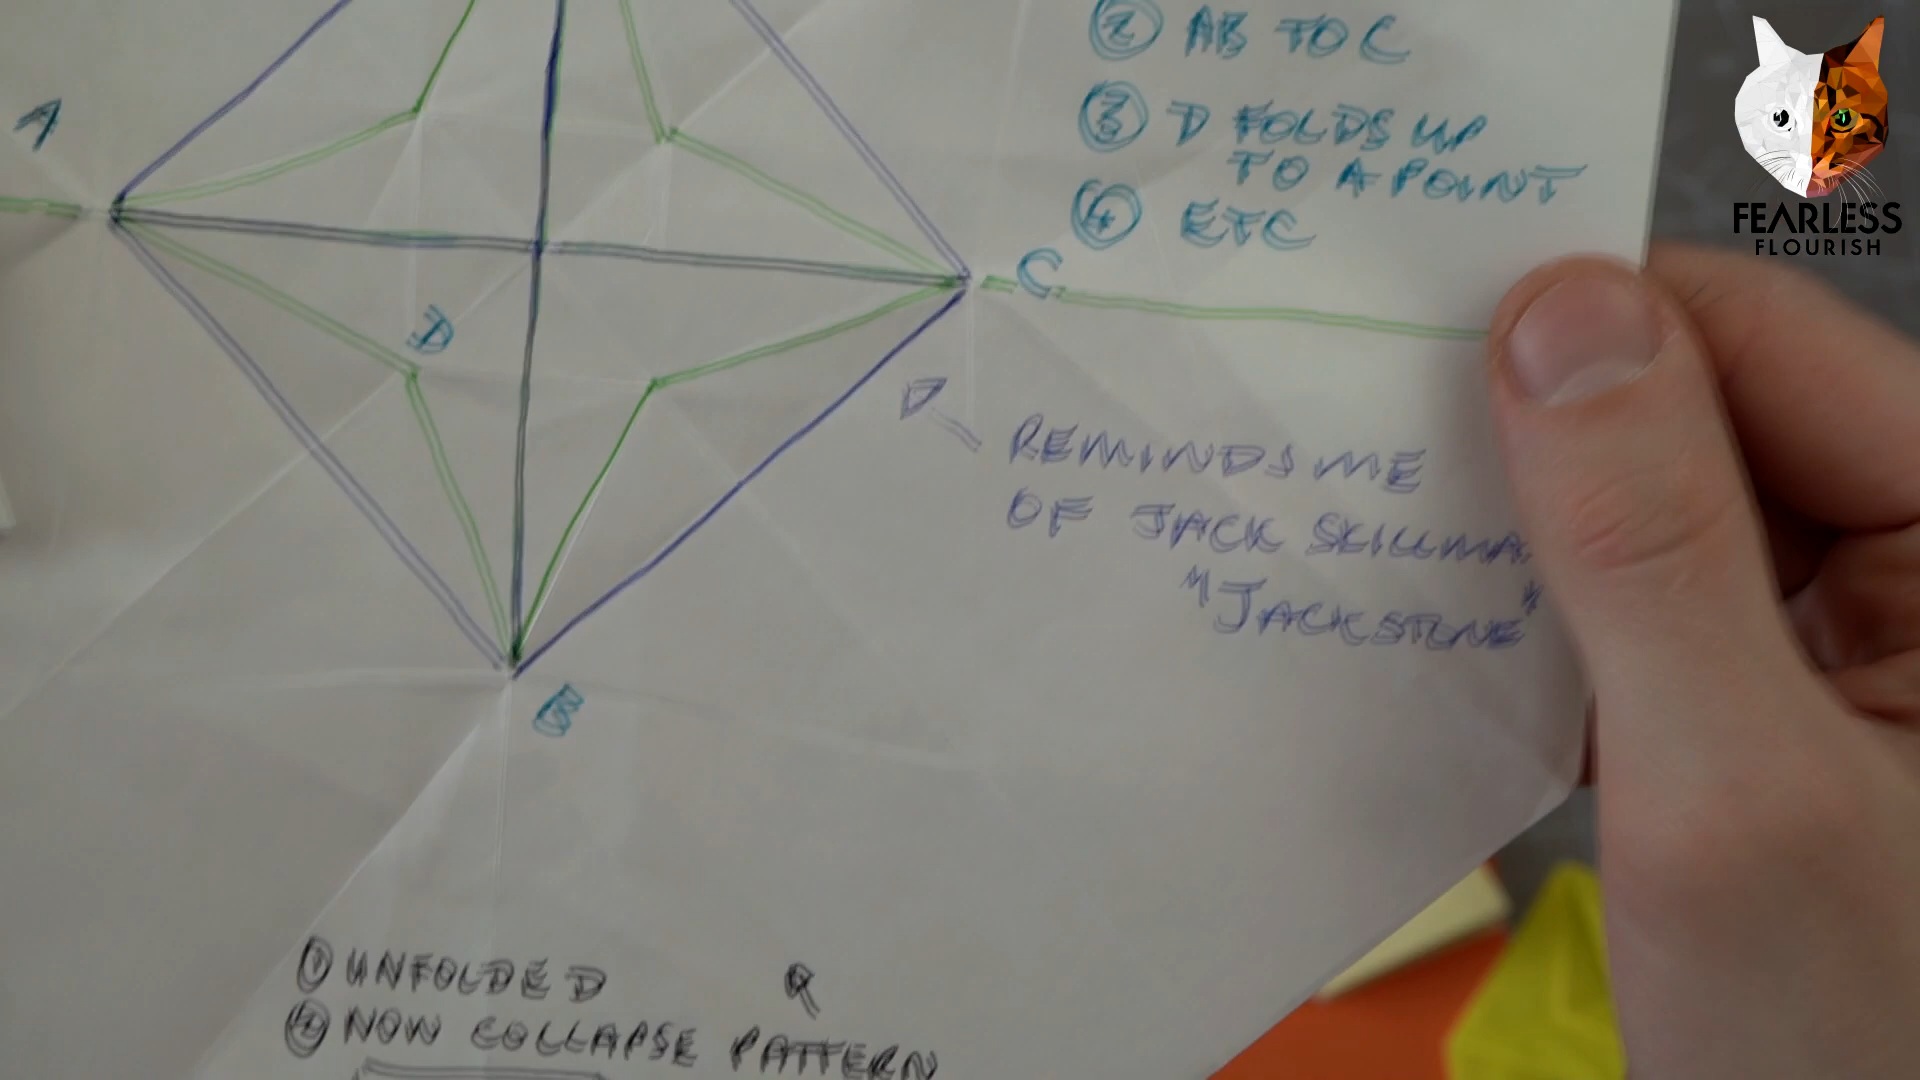 ② AB TO C
③ D FOLDS UP
TO A POINT
④ ETC
A
C
D
REMINDS ME
OF JACK SKILLMA
"JACKSTONE"
B
① UNFOLDED
② NOW COLLAPSE PATTERN
FEARLESS
FLOURISH